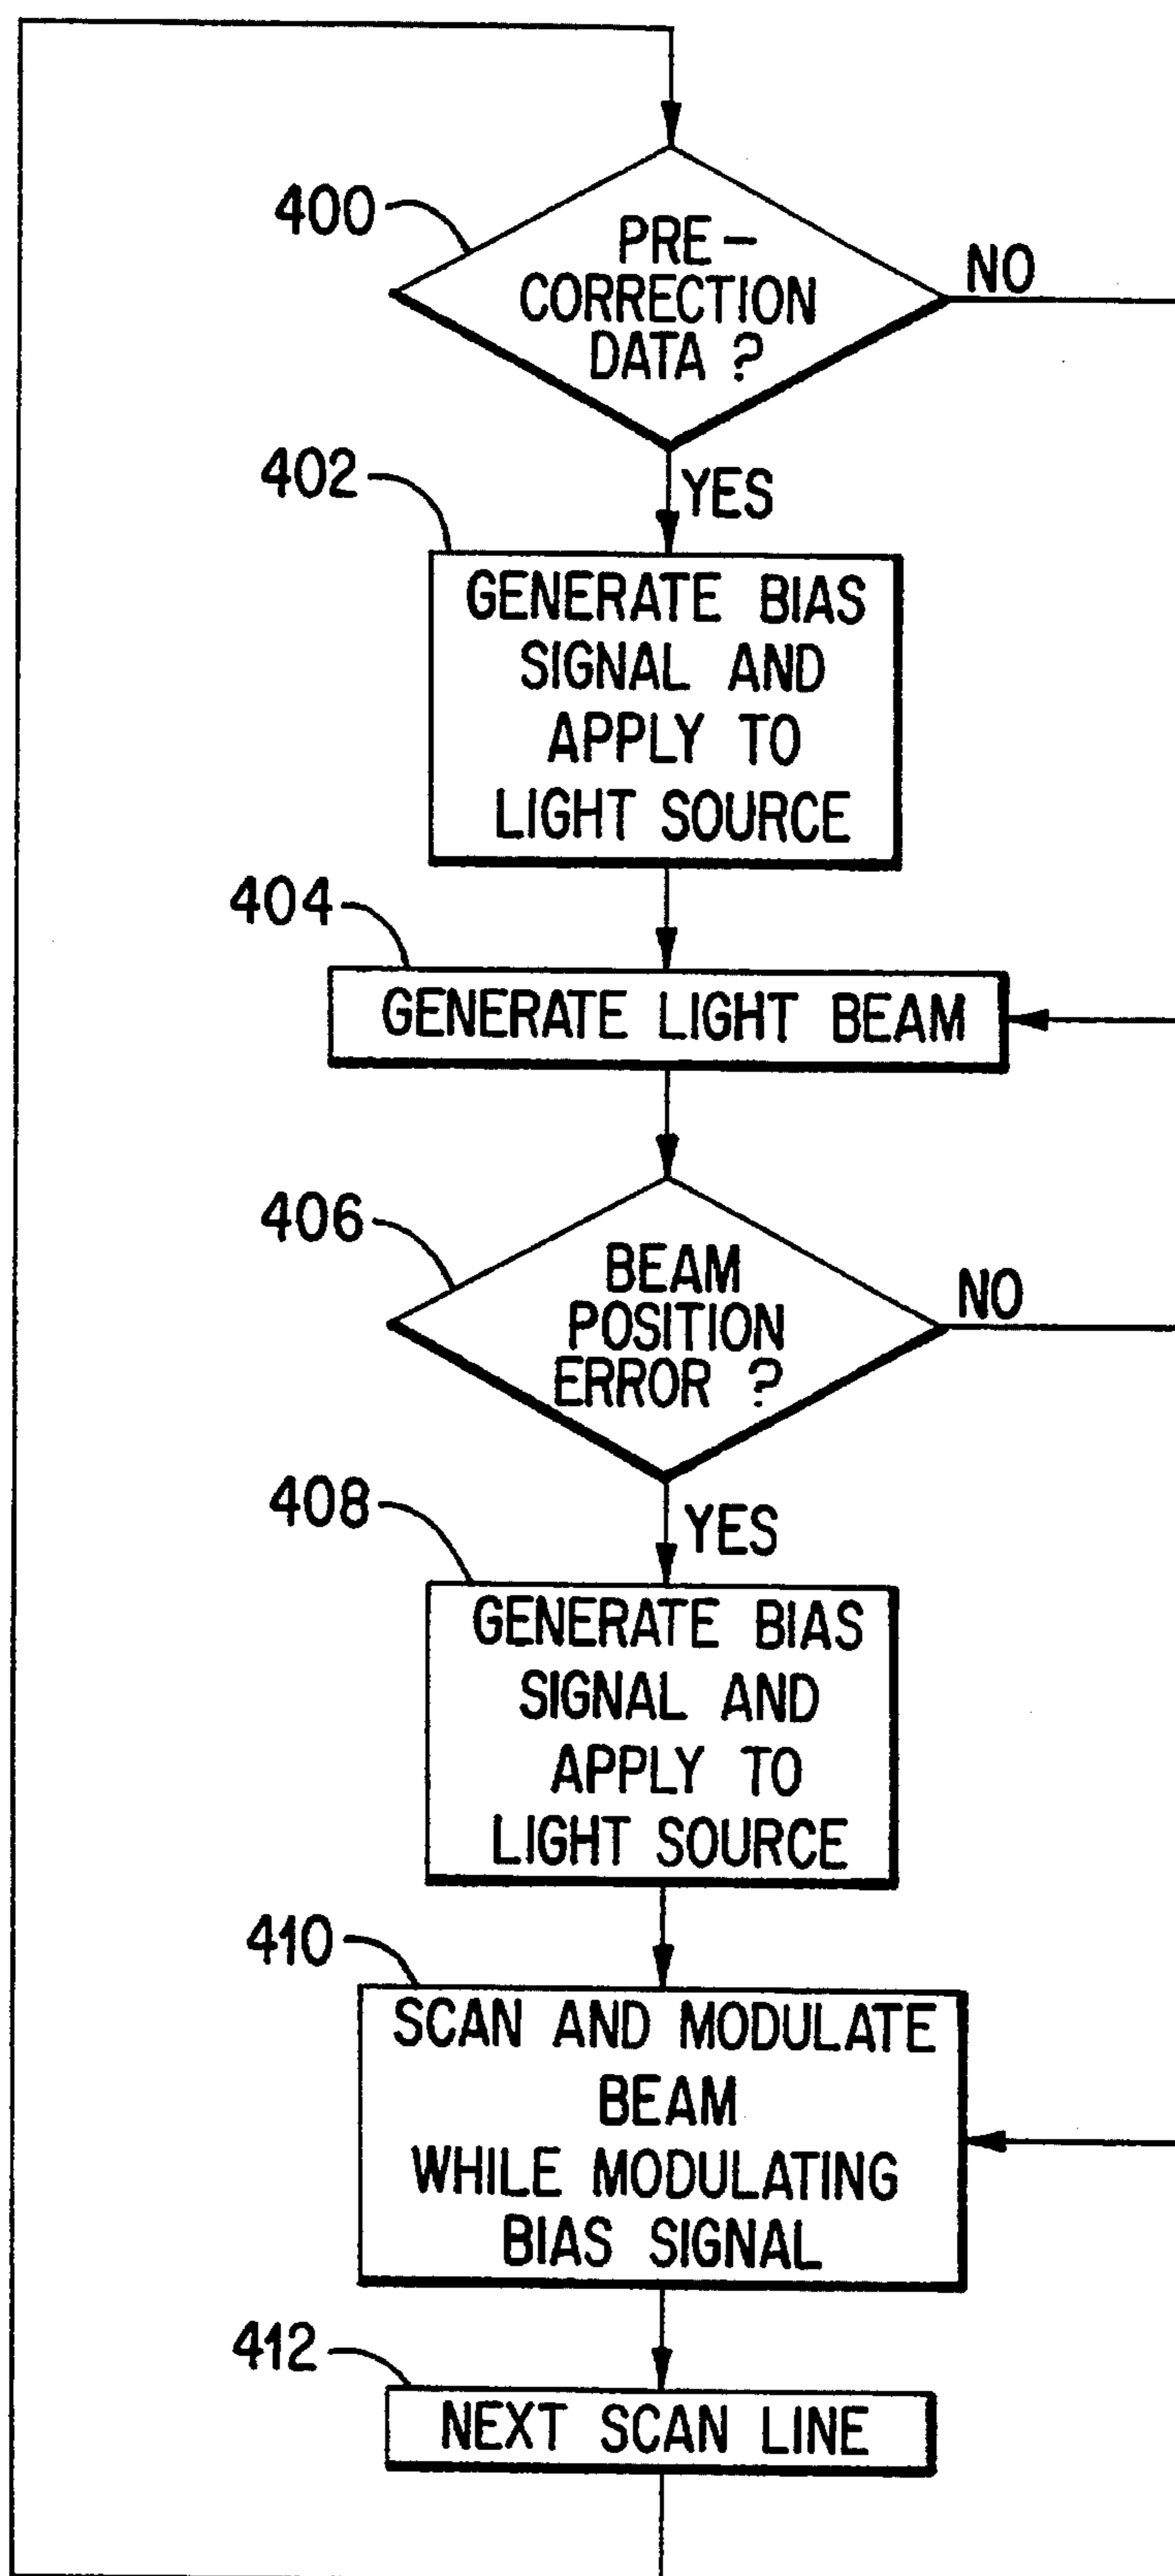 400
PRE-
CORRECTION
DATA ?
NO
402
YES
GENERATE BIAS
SIGNAL AND
APPLY TO
LIGHT SOURCE
404
GENERATE LIGHT BEAM
406
BEAM
POSITION
ERROR ?
NO
408
YES
GENERATE BIAS
SIGNAL AND
APPLY TO
LIGHT SOURCE
410
SCAN AND MODULATE
BEAM
WHILE MODULATING
BIAS SIGNAL
412
NEXT SCAN LINE